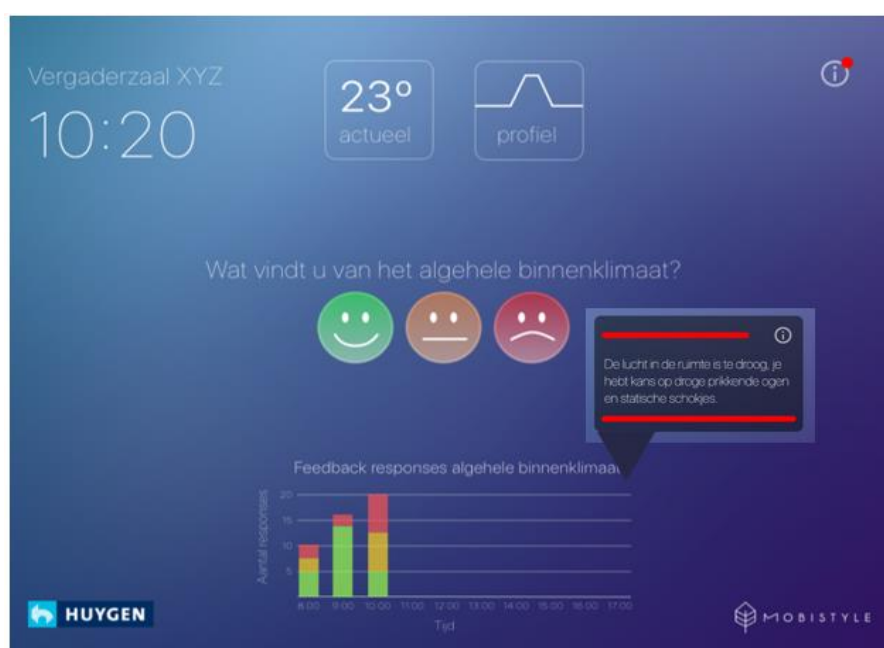 Vergaderzaal XYZ
10:20
23°
actueel
profiel
Wat vindt u van het algehele binnenklimaat?
De lucht in de ruimte is te droog, je
hebt kans op droge prikkende ogen
en statische schokjes.
Feedback responses algehele binnenklimaat
Aantal responses
20
15
10
5
8:00 9:00 10:00 11:00 12:00 13:00 14:00 15:00 16:00 17:00
Tijd
HUYGEN
MOBISTYLE